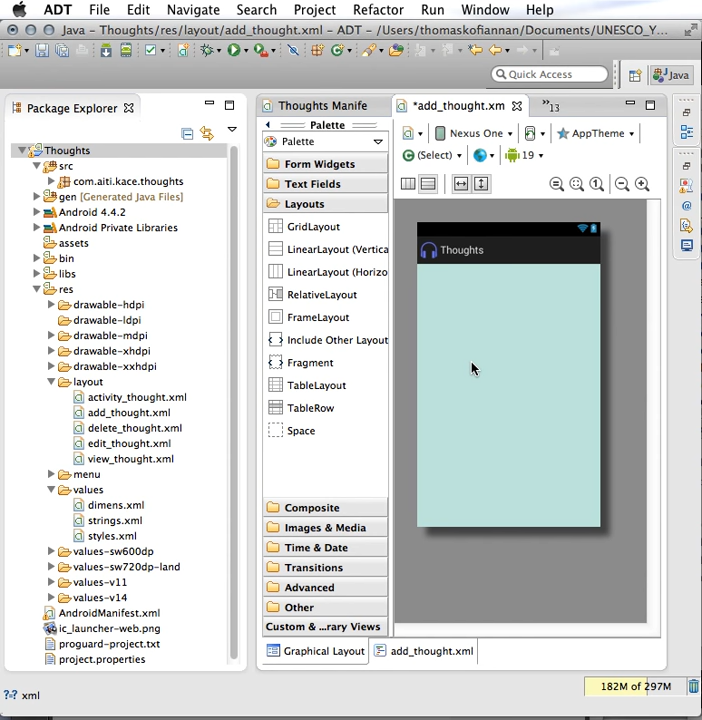 ADT File Edit Navigate Search Project Refactor Run Window Help
Java – Thoughts/res/layout/add_thought.xml – ADT – /Users/thomaskofiannan/Documents/UNESCO_Y...
Quick Access
Java
Package Explorer
Thoughts
src
com.aiti.kace.thoughts
gen [Generated Java Files]
Android 4.4.2
Android Private Libraries
assets
bin
libs
res
drawable-hdpi
drawable-ldpi
drawable-mdpi
drawable-xhdpi
drawable-xxhdpi
layout
activity_thought.xml
add_thought.xml
delete_thought.xml
edit_thought.xml
view_thought.xml
menu
values
dimens.xml
strings.xml
styles.xml
values-sw600dp
values-sw720dp-land
values-v11
values-v14
AndroidManifest.xml
ic_launcher-web.png
proguard-project.txt
project.properties
Thoughts Manife
*add_thought.xm
»13
Palette
Palette
Form Widgets
Text Fields
Layouts
GridLayout
LinearLayout (Vertica
LinearLayout (Horizo
RelativeLayout
FrameLayout
Include Other Layout
Fragment
TableLayout
TableRow
Space
Composite
Images & Media
Time & Date
Transitions
Advanced
Other
Custom & ...rary Views
Nexus One
AppTheme
(Select)
19
Thoughts
Graphical Layout
add_thought.xml
xml
182M of 297M